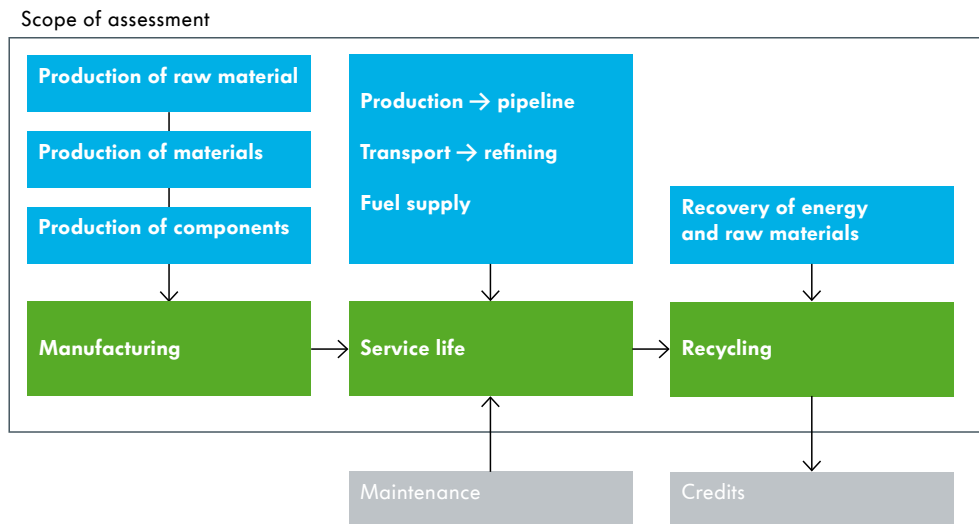 Scope of assessment
Production of raw material
Production of materials
Production of components
Manufacturing
Production → pipeline
Transport → refining
Fuel supply
Service life
Maintenance
Recovery of energy
and raw materials
Recycling
Credits